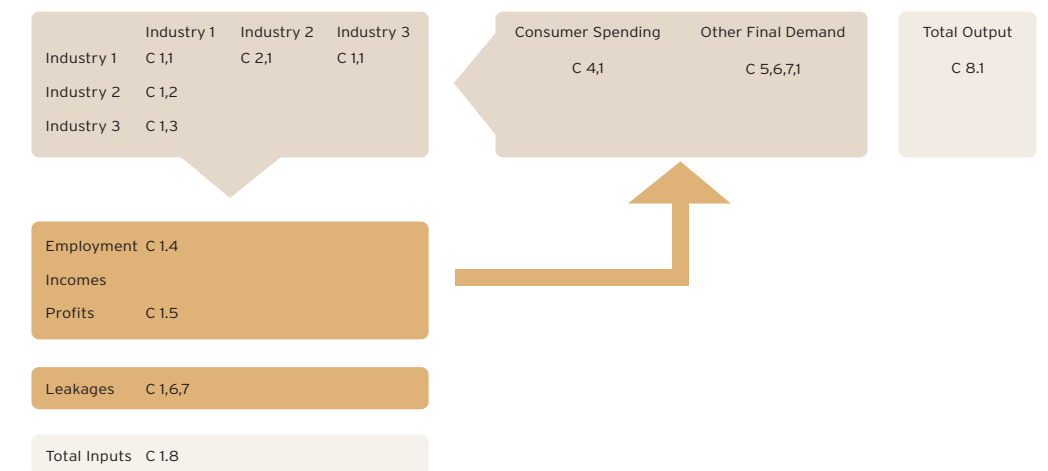 Industry 1 Industry 2 Industry 3
Industry 1 C 1,1 C 2,1 C 1,1
Industry 2 C 1,2
Industry 3 C 1,3
Consumer Spending Other Final Demand
C 4,1 C 5,6,7,1
Total Output
C 8.1
Employment C 1.4
Incomes
Profits C 1.5
Leakages C 1,6,7
Total Inputs C 1.8